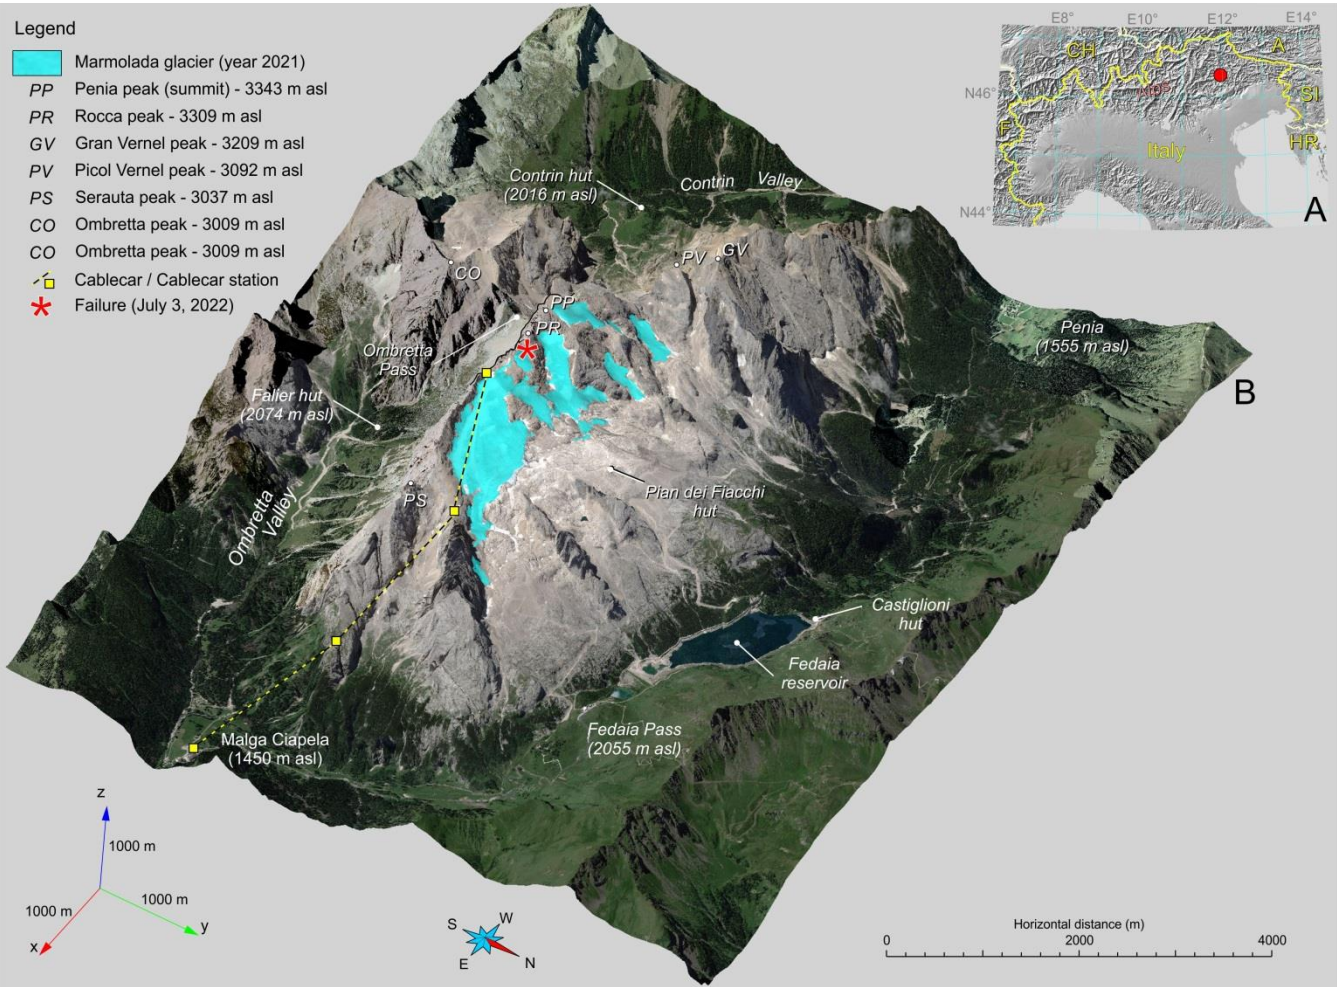 Legend
Marmolada glacier (year 2021)
PP Penia peak (summit) - 3343 m asl
PR Rocca peak - 3309 m asl
GV Gran Vernel peak - 3209 m asl
PV Picol Vernel peak - 3092 m asl
PS Serauta peak - 3037 m asl
CO Ombretta peak - 3009 m asl
CO Ombretta peak - 3009 m asl
Cablecar / Cablecar station
Failure (July 3, 2022)
E8° E10° E12° E14°
CH
A
N46°
Alps
SI
F
HR
Italy
N44°
A
Contrin hut
(2016 m asl)
Contrin Valley
CO
PV
GV
PP
PR
Ombretta
Pass
Penia
(1555 m asl)
B
Falier hut
(2074 m asl)
PS
Pian dei Fiacchi
hut
Ombretta
Valley
Castiglioni
hut
Fedaia
reservoir
Fedaia Pass
(2055 m asl)
Malga Ciapela
(1450 m asl)
z
1000 m
1000 m
1000 m
y
x
S
W
E
N
Horizontal distance (m)
0 2000 4000